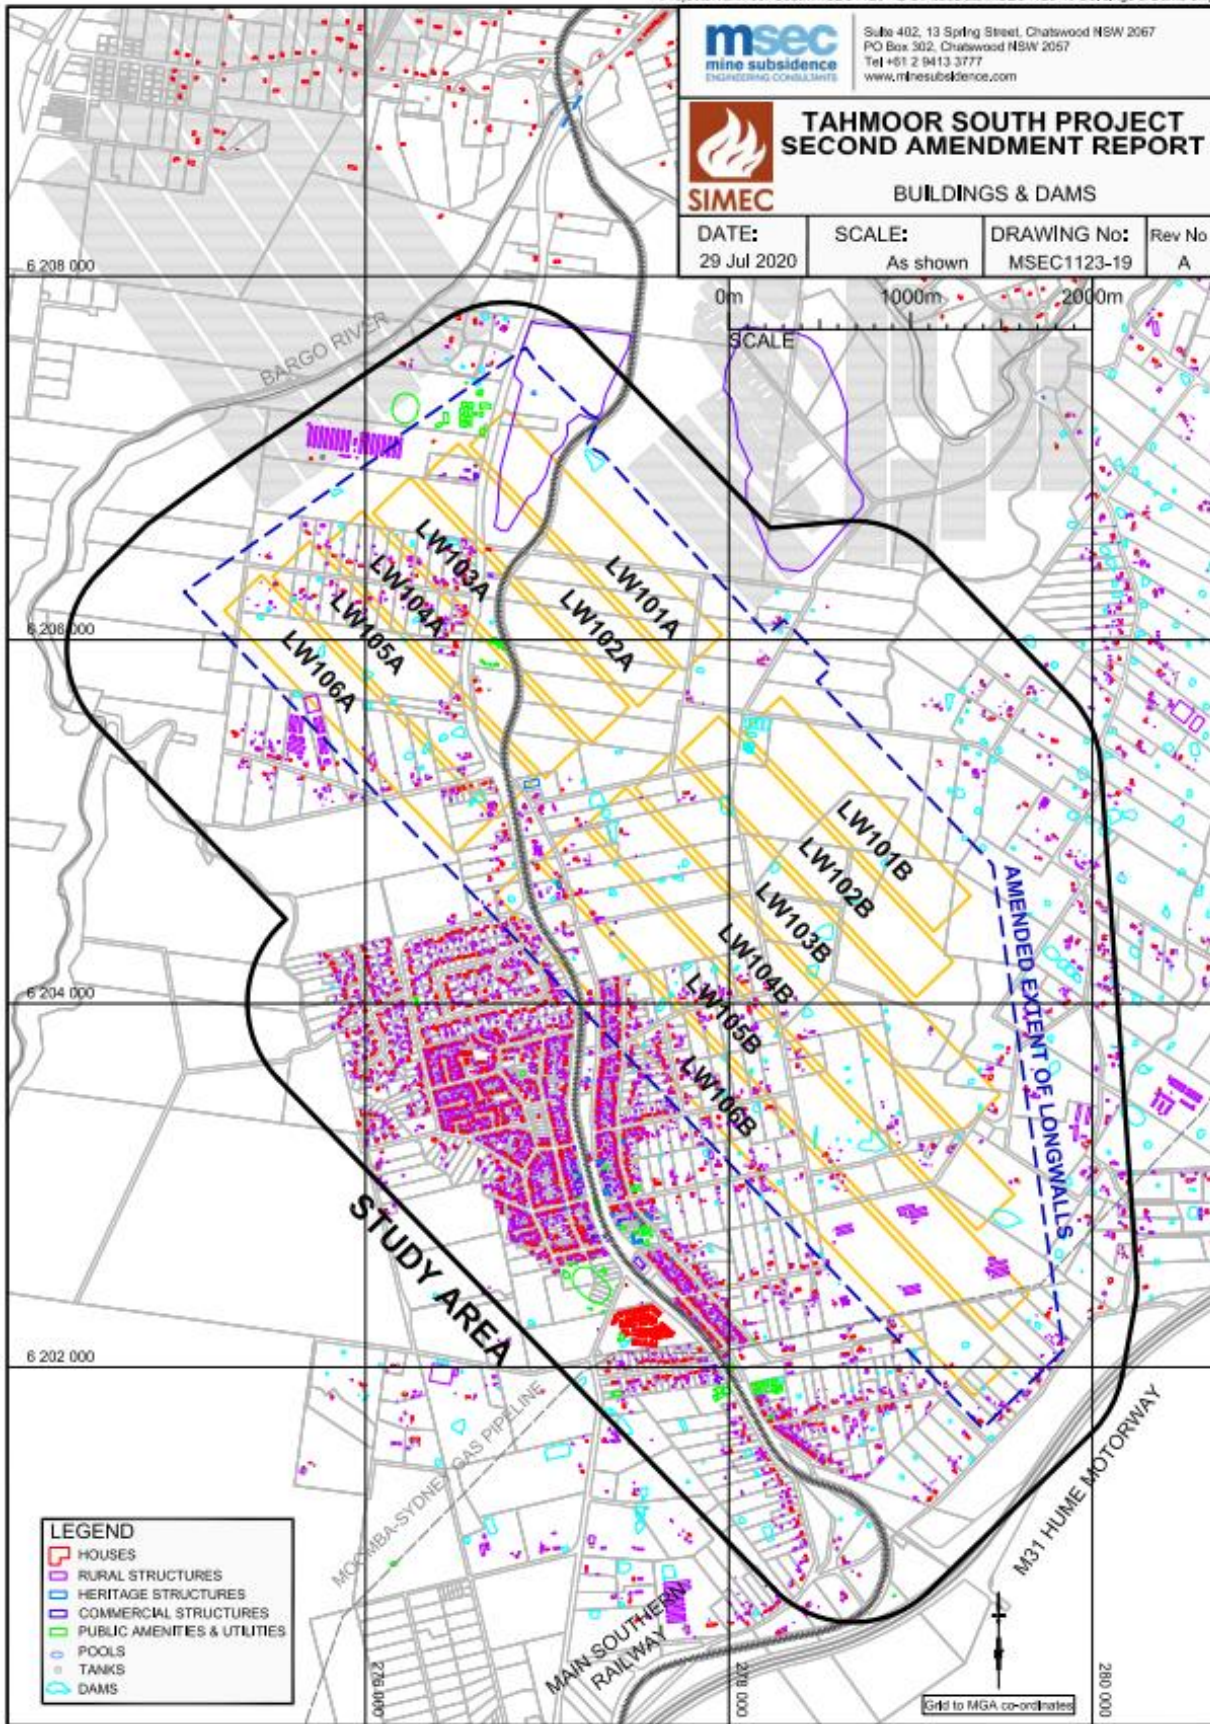 msec
mine subsidence
ENGINEERING CONSULTANTS
Suite 402, 13 Spring Street, Chatswood NSW 2067
PO Box 302, Chatswood NSW 2057
Tel +61 2 9413 3777
www.minesubsidence.com
SIMEC
TAHMOOR SOUTH PROJECT
SECOND AMENDMENT REPORT
BUILDINGS & DAMS
DATE:
29 Jul 2020
SCALE:
As shown
DRAWING No:
MSEC1123-19
Rev No
A
6 208 000
0m
1000m
2000m
SCALE
BARGO RIVER
LW103A
LW104A
LW105A
LW106A
LW101A
LW102A
6 206 000
LW101B
LW102B
LW103B
LW104B
LW105B
LW106B
AMENDED EXTENT OF LONGWALLS
6 204 000
STUDY AREA
6 202 000
MOOMBA-SYDNEY GAS PIPELINE
M31 HUME MOTORWAY
MAIN SOUTHERN
RAILWAY
LEGEND
HOUSES
RURAL STRUCTURES
HERITAGE STRUCTURES
COMMERCIAL STRUCTURES
PUBLIC AMENITIES & UTILITIES
POOLS
TANKS
DAMS
276 000
278 000
280 000
Grid to MGA co-ordinates